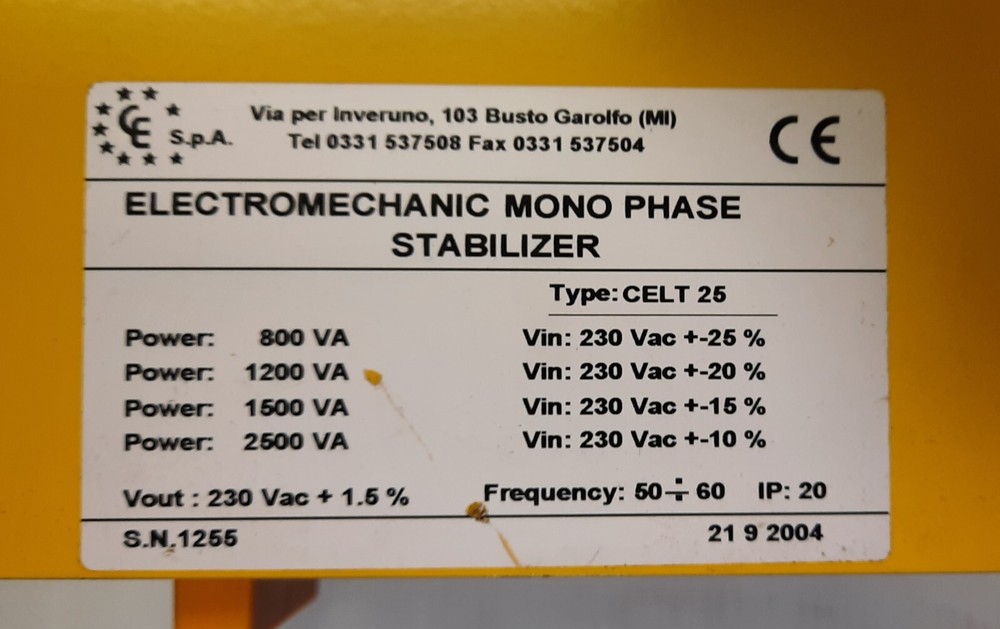 CE S.p.A.
Via per Inveruno, 103 Busto Garolfo (MI)
Tel 0331 537508 Fax 0331 537504
CE
ELECTROMECHANIC MONO PHASE
STABILIZER
Type: CELT 25
Power: 800 VA Vin: 230 Vac +-25 %
Power: 1200 VA Vin: 230 Vac +-20 %
Power: 1500 VA Vin: 230 Vac +-15 %
Power: 2500 VA Vin: 230 Vac +-10 %
Vout : 230 Vac + 1.5 % Frequency: 50 ÷ 60 IP: 20
S.N.1255 21 9 2004